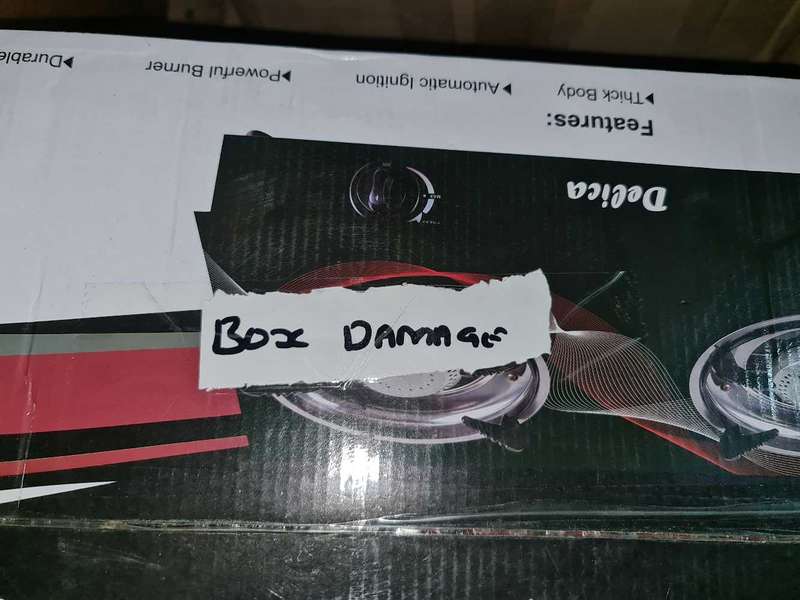 Features:
▶Thick Body ▶Automatic Ignition ▶Powerful Burner ▶Durable
Delica
BOX DAMAGE